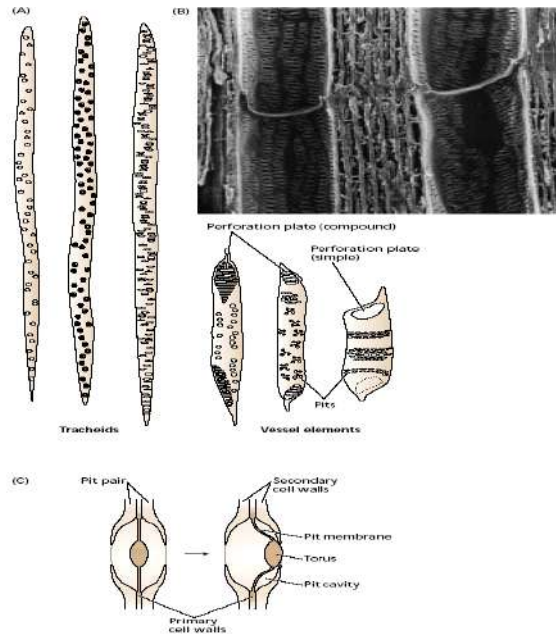 (A)
(B)
Perforation plate (compound)
Perforation plate
(simple)
Pits
Tracheids
Vessel elements
(C)
Pit pair
Secondary
cell walls
Pit membrane
Torus
Pit cavity
Primary
cell walls